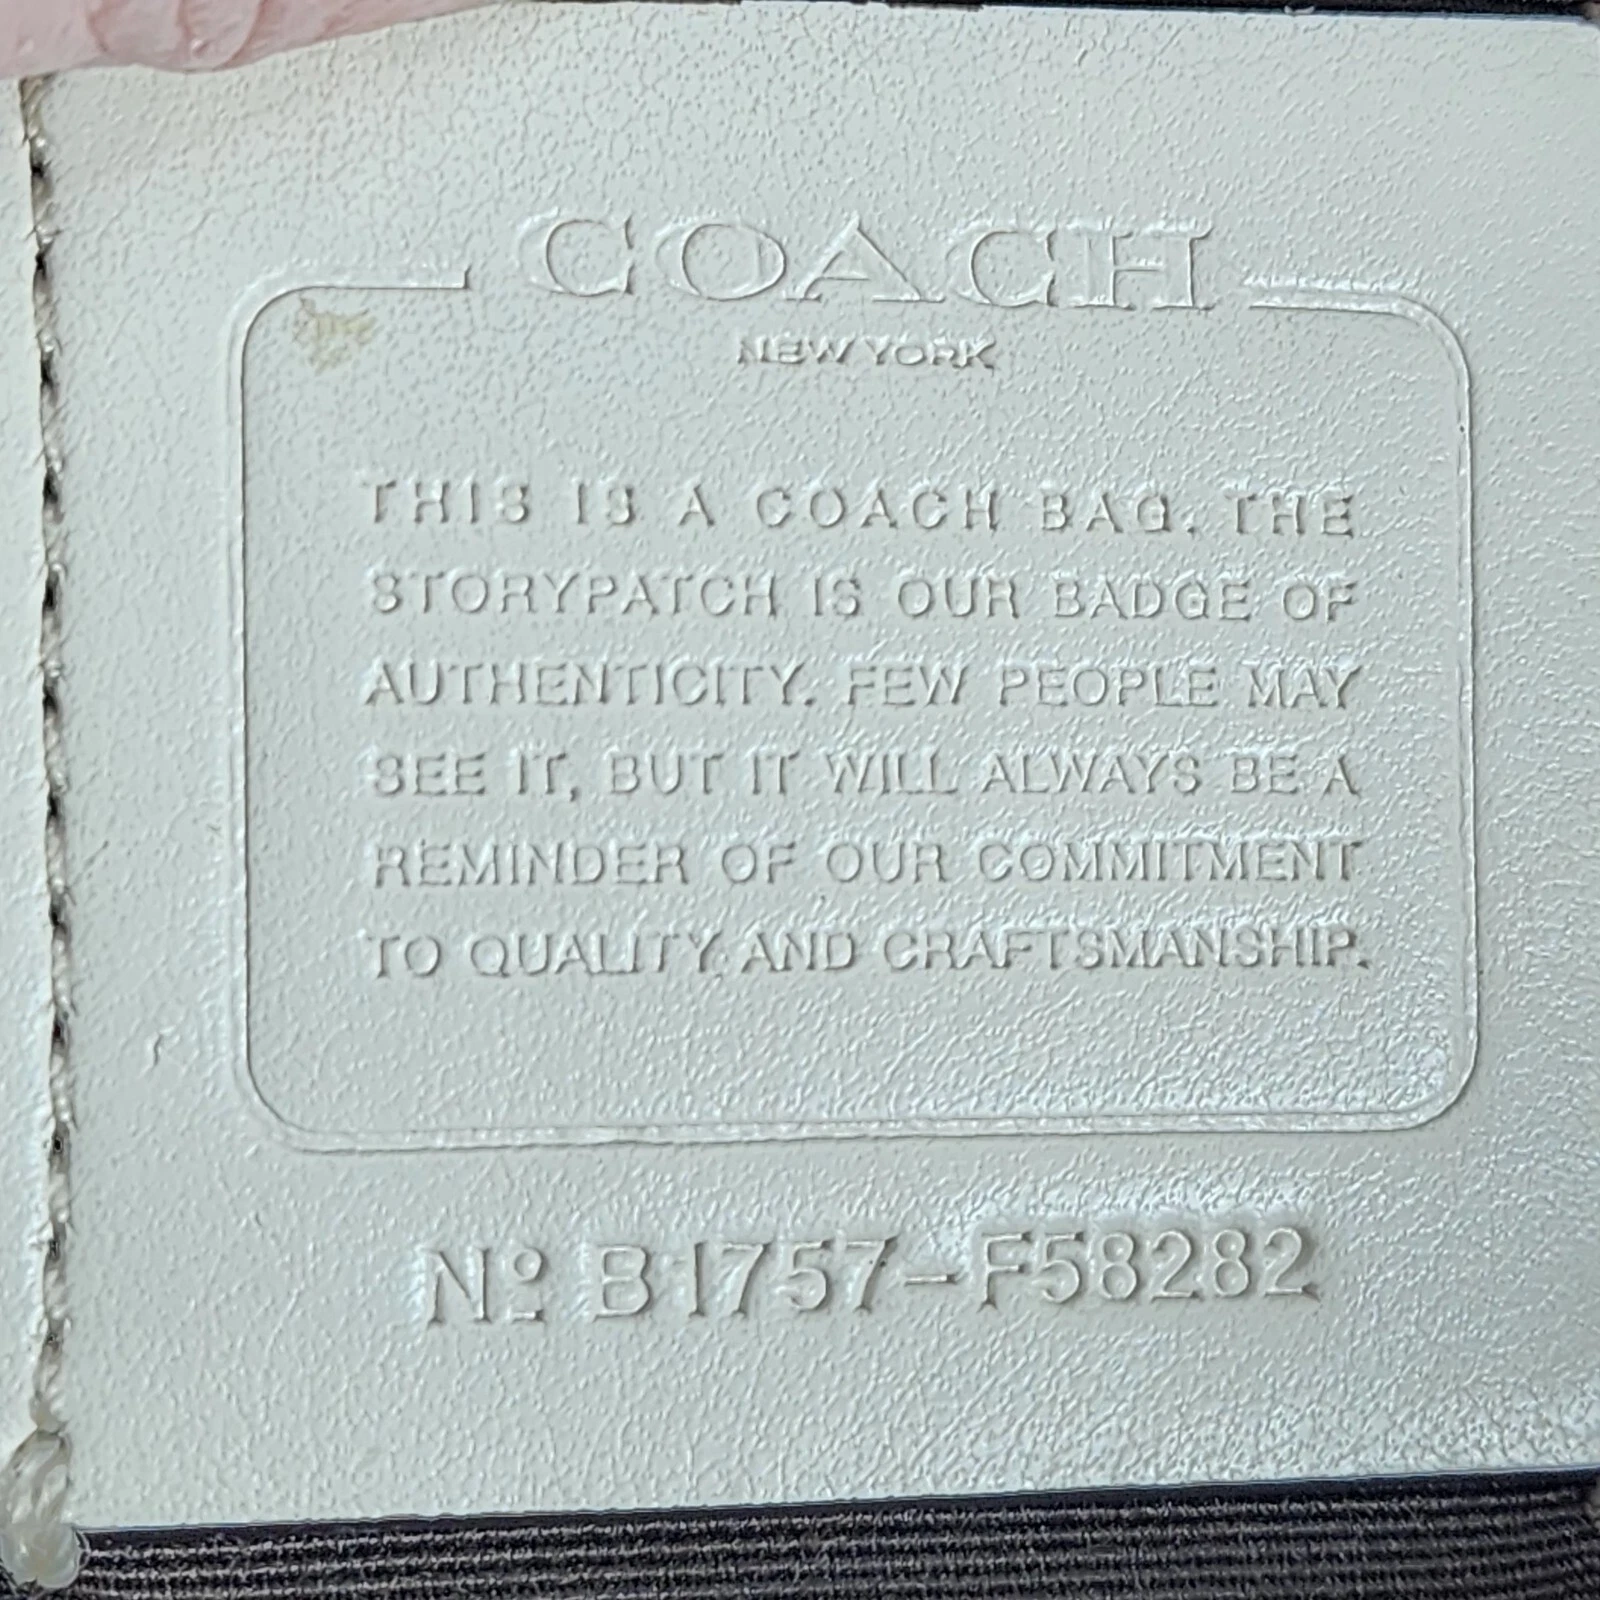 COACH
NEW YORK
THIS IS A COACH BAG. THE
STORYPATCH IS OUR BADGE OF
AUTHENTICITY. FEW PEOPLE MAY
SEE IT, BUT IT WILL ALWAYS BE A
REMINDER OF OUR COMMITMENT
TO QUALITY AND CRAFTSMANSHIP.
Nº B1757-F58282